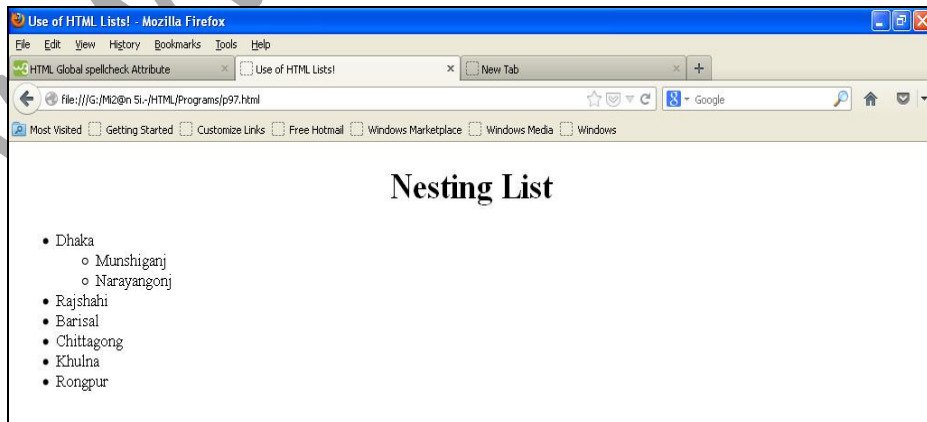 Use of HTML Lists! - Mozilla Firefox
File Edit View History Bookmarks Tools Help
HTML Global spellcheck Attribute × Use of HTML Lists! × New Tab × +
file:///G:/Mi2@n 5i.-/HTML/Programs/p97.html Google
Most Visited Getting Started Customize Links Free Hotmail Windows Marketplace Windows Media Windows
Nesting List
• Dhaka
o Munshiganj
o Narayangonj
• Rajshahi
• Barisal
• Chittagong
• Khulna
• Rongpur